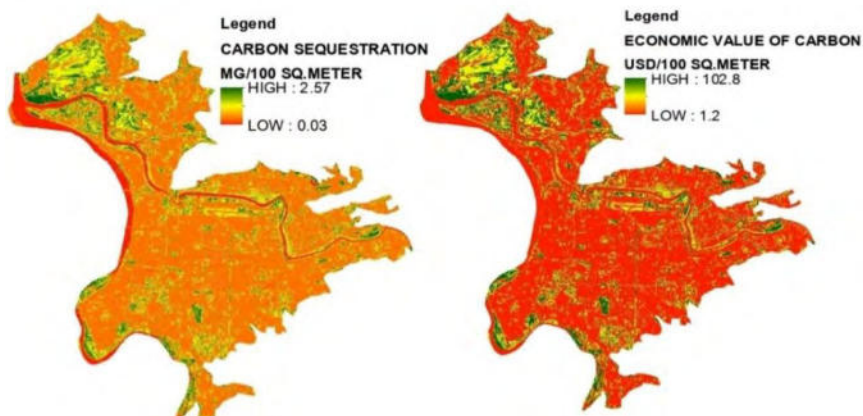 Legend
CARBON SEQUESTRATION
MG/100 SQ.METER
HIGH : 2.57
LOW : 0.03
Legend
ECONOMIC VALUE OF CARBON
USD/100 SQ.METER
HIGH : 102.8
LOW : 1.2